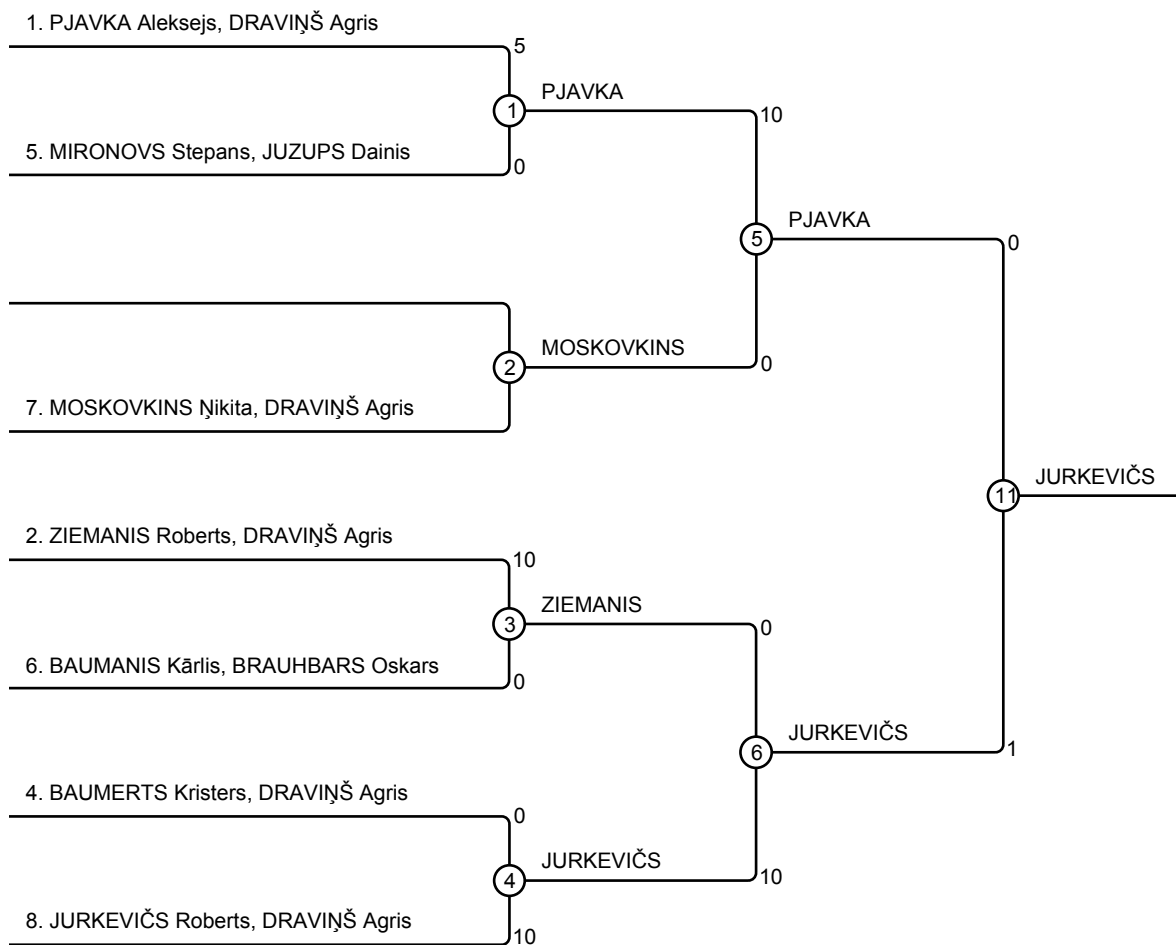 1. PJAVKA Aleksejs, DRAVIŅŠ Agris
5
PJAVKA
1
10
5. MIRONOVS Stepans, JUZUPS Dainis
0
PJAVKA
5
0
MOSKOVKINS
2
0
7. MOSKOVKINS Ņikita, DRAVIŅŠ Agris
JURKEVIČS
11
2. ZIEMANIS Roberts, DRAVIŅŠ Agris
10
ZIEMANIS
3
0
6. BAUMANIS Kārlis, BRAUHBARS Oskars
0
JURKEVIČS
6
1
4. BAUMERTS Kristers, DRAVIŅŠ Agris
0
JURKEVIČS
4
10
8. JURKEVIČS Roberts, DRAVIŅŠ Agris
10